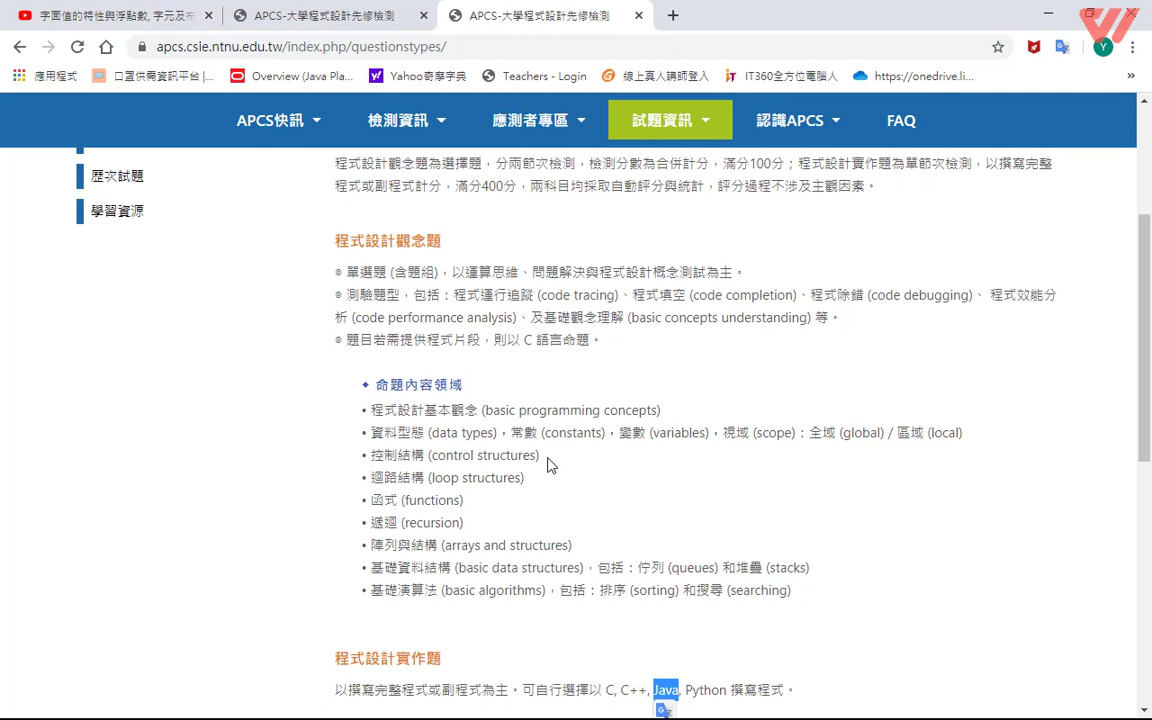 字面值的特性與浮點數, 字元及布
APCS-大學程式設計先修檢測
APCS-大學程式設計先修檢測
apcs.csie.ntnu.edu.tw/index.php/questionstypes/
Y
應用程式
口罩供需資訊平台 |...
Overview (Java Pla...
Yahoo奇摩字典
Teachers - Login
線上真人講師登入
IT360全方位電腦人
https://onedrive.li...
»
APCS快訊
檢測資訊
應測者專區
試題資訊
認識APCS
FAQ
歷次試題
學習資源
程式設計觀念題為選擇題，分兩節次檢測，檢測分數為合併計分，滿分100分；程式設計實作題為單節次檢測，以撰寫完整
程式或副程式計分，滿分400分，兩科目均採取自動評分與統計，評分過程不涉及主觀因素。
程式設計觀念題
◎ 單選題 (含題組)，以運算思維、問題解決與程式設計概念測試為主。
◎ 測驗題型，包括：程式運行追蹤 (code tracing)、程式填空 (code completion)、程式除錯 (code debugging)、 程式效能分
析 (code performance analysis)、及基礎觀念理解 (basic concepts understanding) 等。
◎ 題目若需提供程式片段，則以 C 語言命題。
◆ 命題內容領域
• 程式設計基本觀念 (basic programming concepts)
• 資料型態 (data types)，常數 (constants)，變數 (variables)，視域 (scope)：全域 (global) / 區域 (local)
• 控制結構 (control structures)
• 迴路結構 (loop structures)
• 函式 (functions)
• 遞迴 (recursion)
• 陣列與結構 (arrays and structures)
• 基礎資料結構 (basic data structures)，包括：佇列 (queues) 和堆疊 (stacks)
• 基礎演算法 (basic algorithms)，包括：排序 (sorting) 和搜尋 (searching)
程式設計實作題
以撰寫完整程式或副程式為主。可自行選擇以 C, C++, Java, Python 撰寫程式。